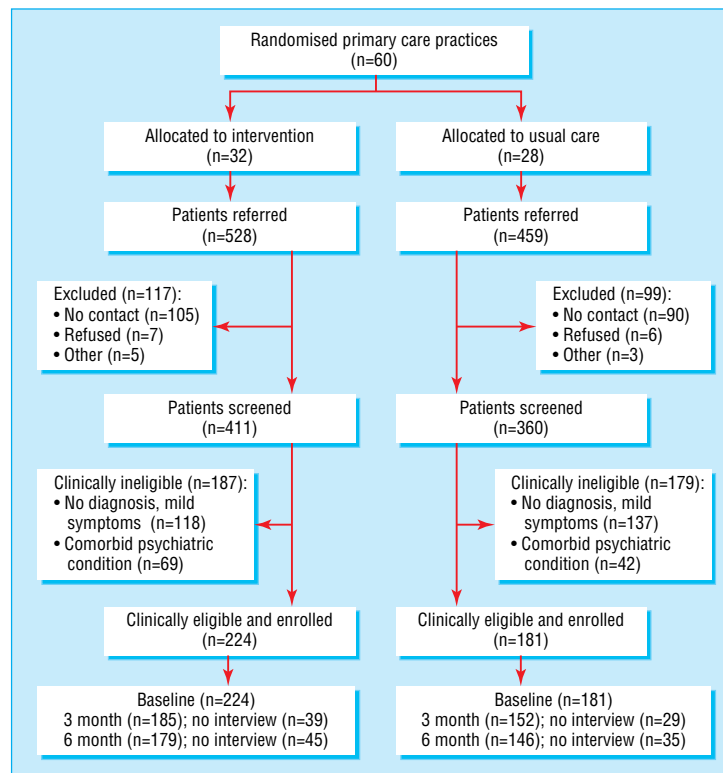 Randomised primary care practices
(n=60)
Allocated to intervention
(n=32)
Allocated to usual care
(n=28)
Patients referred
(n=528)
Patients referred
(n=459)
Excluded (n=117):
• No contact (n=105)
• Refused (n=7)
• Other (n=5)
Excluded (n=99):
• No contact (n=90)
• Refused (n=6)
• Other (n=3)
Patients screened
(n=411)
Patients screened
(n=360)
Clinically ineligible (n=187):
• No diagnosis, mild
symptoms (n=118)
• Comorbid psychiatric
condition (n=69)
Clinically ineligible (n=179):
• No diagnosis, mild
symptoms (n=137)
• Comorbid psychiatric
condition (n=42)
Clinically eligible and enrolled
(n=224)
Clinically eligible and enrolled
(n=181)
Baseline (n=224)
3 month (n=185); no interview (n=39)
6 month (n=179); no interview (n=45)
Baseline (n=181)
3 month (n=152); no interview (n=29)
6 month (n=146); no interview (n=35)